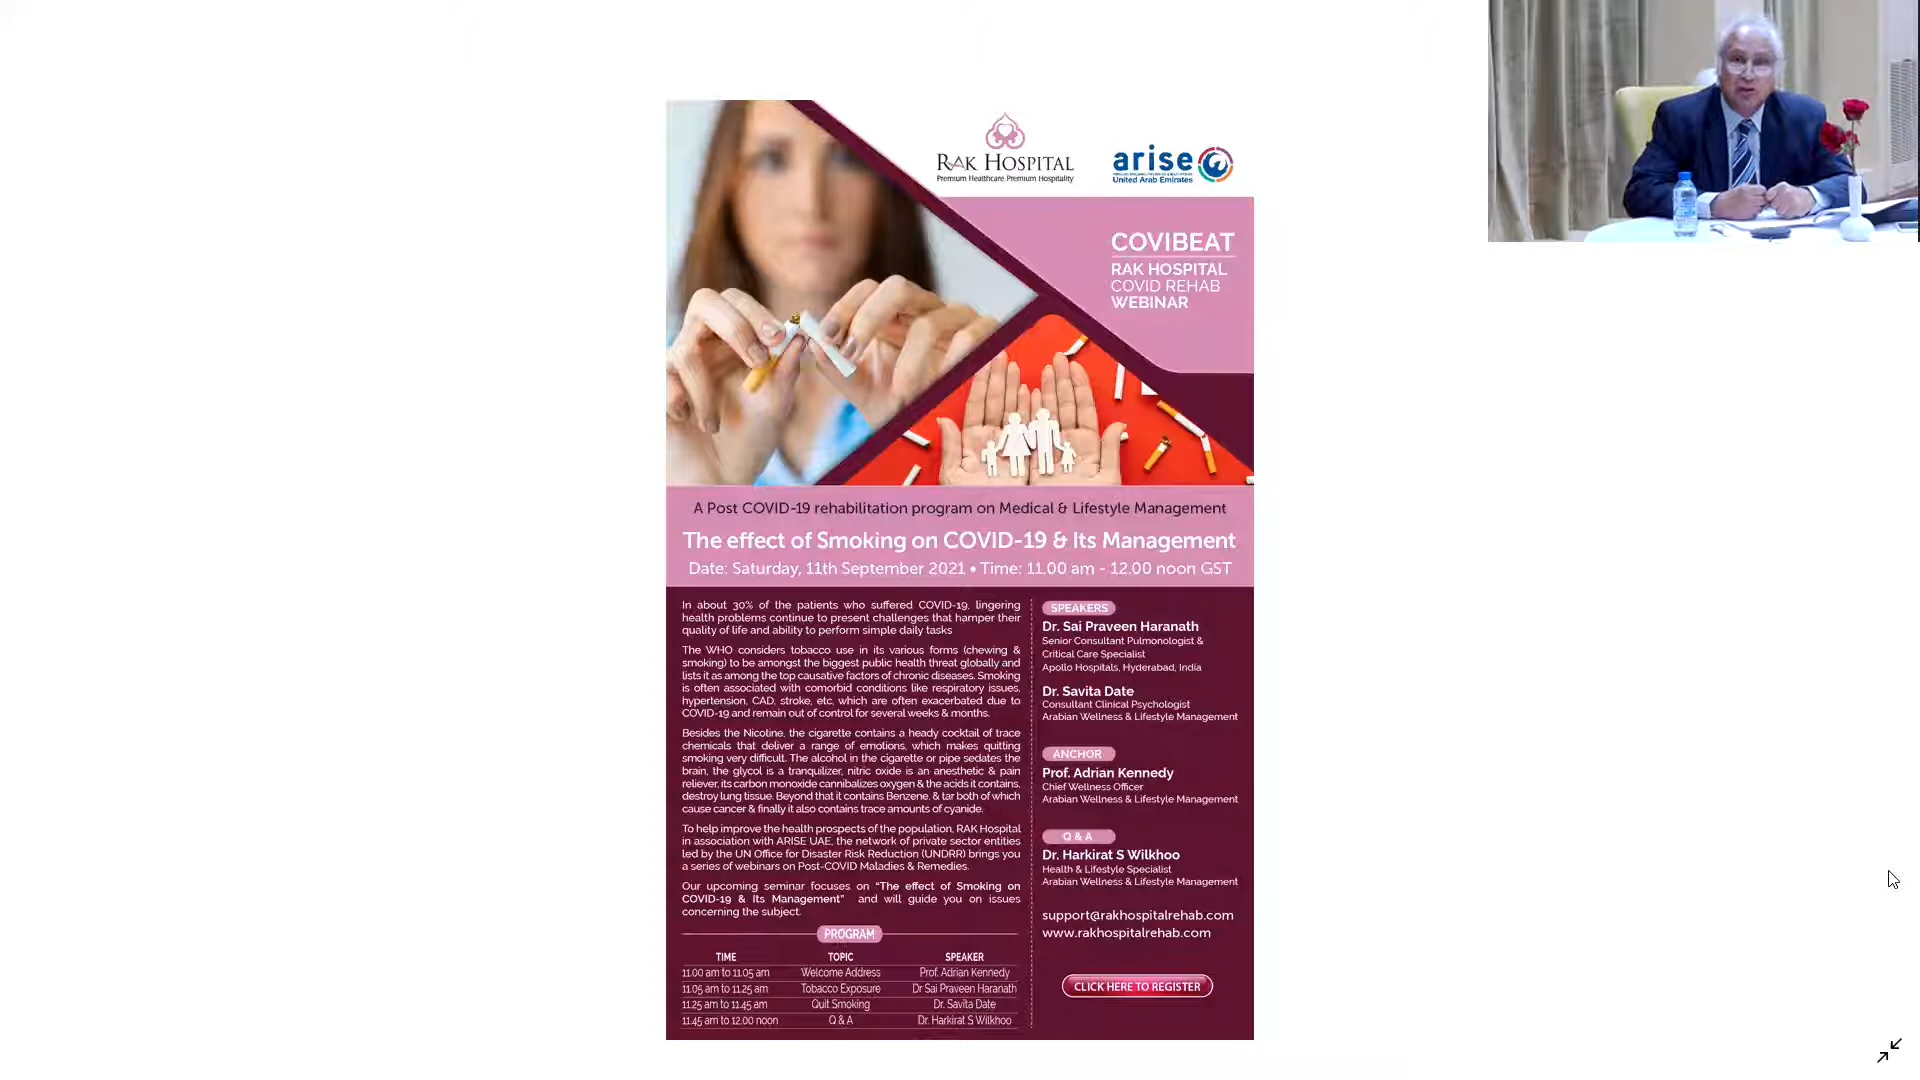 RAK HOSPITAL
Premium Healthcare. Premium Hospitality
arise
United Arab Emirates
COVIBEAT
RAK HOSPITAL
COVID REHAB
WEBINAR
A Post COVID-19 rehabilitation program on Medical & Lifestyle Management
The effect of Smoking on COVID-19 & Its Management
Date: Saturday, 11th September 2021 • Time: 11.00 am - 12.00 noon GST
In about 30% of the patients who suffered COVID-19, lingering
health problems continue to present challenges that hamper their
quality of life and ability to perform simple daily tasks
The WHO considers tobacco use in its various forms (chewing &
smoking) to be amongst the biggest public health threat globally and
lists it as among the top causative factors of chronic diseases. Smoking
is often associated with comorbid conditions like respiratory issues,
hypertension, CAD, stroke, etc, which are often exacerbated due to
COVID-19 and remain out of control for several weeks & months.
Besides the Nicotine, the cigarette contains a heady cocktail of trace
chemicals that deliver a range of emotions, which makes quitting
smoking very difficult. The alcohol in the cigarette or pipe sedates the
brain, the glycol is a tranquilizer, nitric oxide is an anesthetic & pain
reliever, its carbon monoxide cannibalizes oxygen & the acids it contains,
destroy lung tissue. Beyond that it contains Benzene, & tar both of which
cause cancer & finally it also contains trace amounts of cyanide.
To help improve the health prospects of the population, RAK Hospital
in association with ARISE UAE, the network of private sector entities
led by the UN Office for Disaster Risk Reduction (UNDRR) brings you
a series of webinars on Post-COVID Maladies & Remedies.
Our upcoming seminar focuses on "The effect of Smoking on
COVID-19 & Its Management" and will guide you on issues
concerning the subject.
PROGRAM
TIME TOPIC SPEAKER
11.00 am to 11.05 am Welcome Address Prof. Adrian Kennedy
11.05 am to 11.25 am Tobacco Exposure Dr Sai Praveen Haranath
11.25 am to 11.45 am Quit Smoking Dr. Savita Date
11.45 am to 12.00 noon Q & A Dr. Harkirat S Wilkhoo
SPEAKERS
Dr. Sai Praveen Haranath
Senior Consultant Pulmonologist &
Critical Care Specialist
Apollo Hospitals, Hyderabad, India
Dr. Savita Date
Consultant Clinical Psychologist
Arabian Wellness & Lifestyle Management
ANCHOR
Prof. Adrian Kennedy
Chief Wellness Officer
Arabian Wellness & Lifestyle Management
Q & A
Dr. Harkirat S Wilkhoo
Health & Lifestyle Specialist
Arabian Wellness & Lifestyle Management
support@rakhospitalrehab.com
www.rakhospitalrehab.com
CLICK HERE TO REGISTER